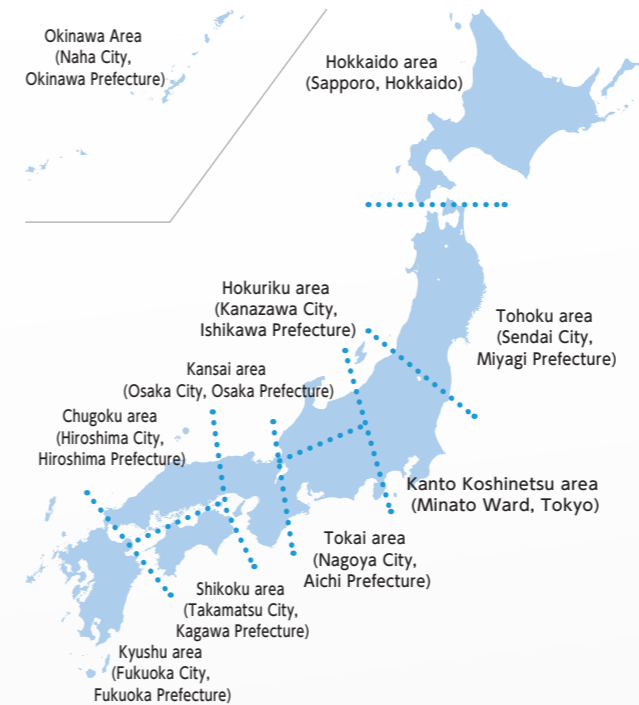 Okinawa Area
(Naha City,
Okinawa Prefecture)
Hokkaido area
(Sapporo, Hokkaido)
Hokuriku area
(Kanazawa City,
Ishikawa Prefecture)
Tohoku area
(Sendai City,
Miyagi Prefecture)
Kansai area
(Osaka City, Osaka Prefecture)
Chugoku area
(Hiroshima City,
Hiroshima Prefecture)
Kanto Koshinetsu area
(Minato Ward, Tokyo)
Tokai area
(Nagoya City,
Aichi Prefecture)
Shikoku area
(Takamatsu City,
Kagawa Prefecture)
Kyushu area
(Fukuoka City,
Fukuoka Prefecture)